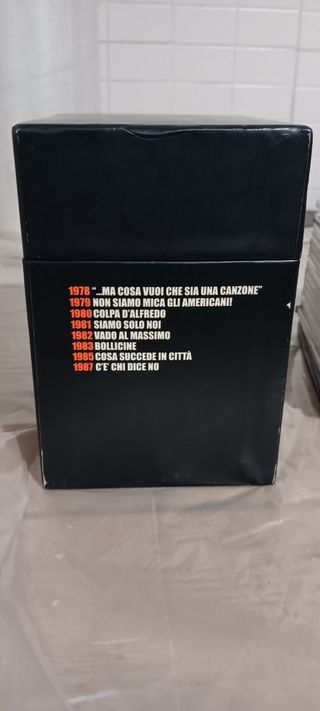 1978 "...MA COSA VUOI CHE SIA UNA CANZONE"
1979 NON SIAMO MICA GLI AMERICANI!
1980 COLPA D'ALFREDO
1981 SIAMO SOLO NOI
1982 VADO AL MASSIMO
1983 BOLLICINE
1985 COSA SUCCEDE IN CITTÀ
1987 C'E' CHI DICE NO